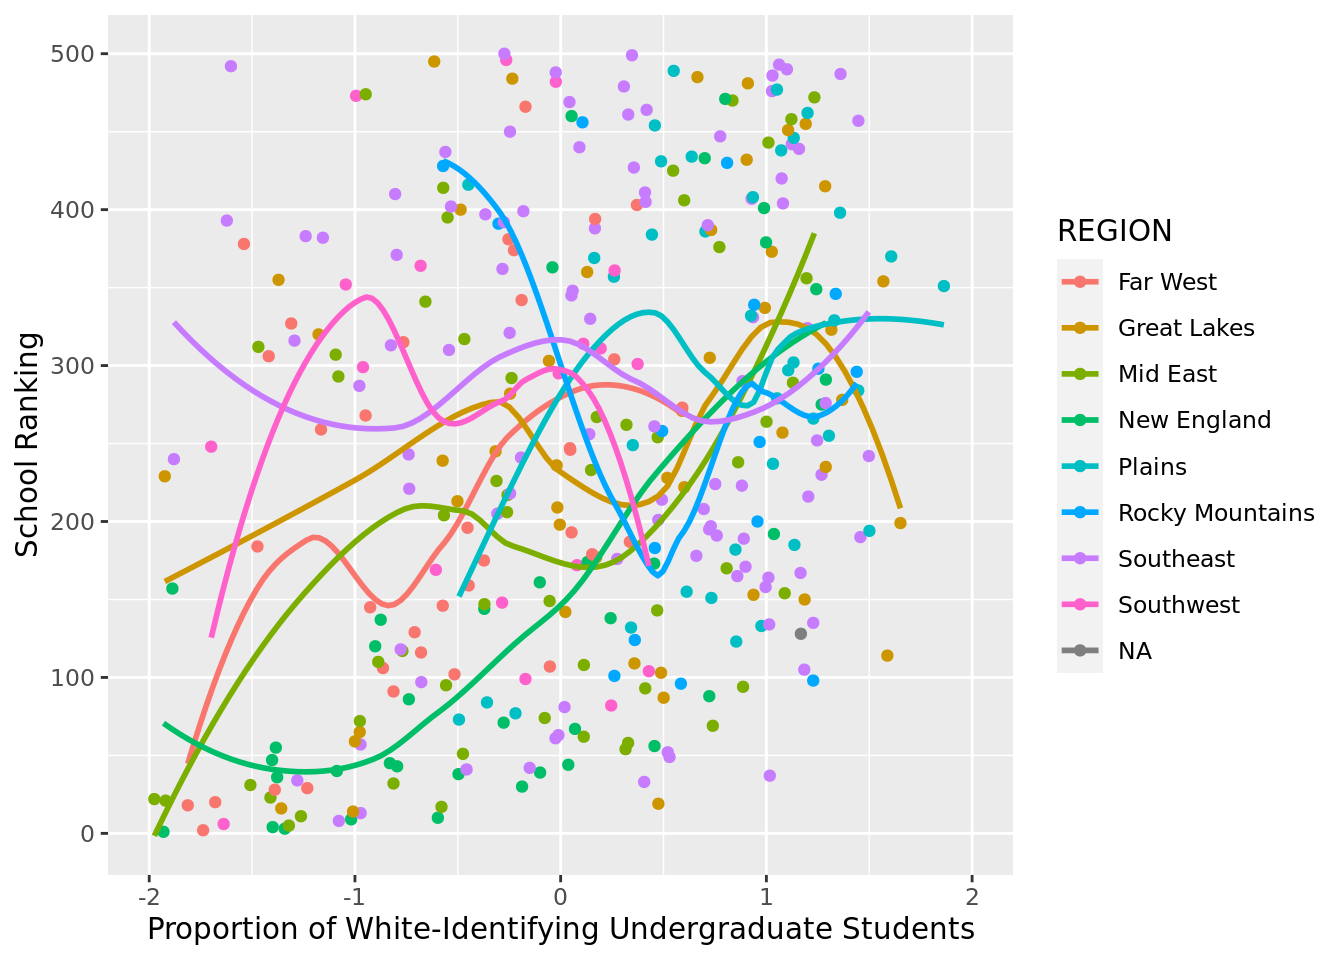 500
400
300
200
100
0
School Ranking
-2 -1 0 1 2
Proportion of White-Identifying Undergraduate Students
REGION
Far West
Great Lakes
Mid East
New England
Plains
Rocky Mountains
Southeast
Southwest
NA